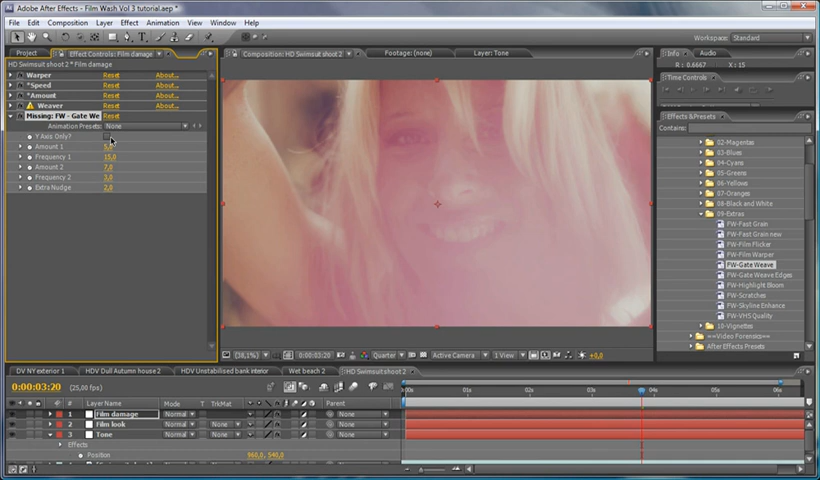 Adobe After Effects - Film Wash Vol 3 tutorial.aep *
File Edit Composition Layer Effect Animation View Window Help
Workspace: Standard
Project Effect Controls: Film damage Composition: HD Swimsuit shoot 2 Footage: (none) Layer: Tone Info Audio
HD Swimsuit shoot 2 * Film damage
R : 0.6667 X : 15
Warper Reset About...
*Speed Reset About...
*Amount Reset About...
Weaver Reset About...
Missing: FW - Gate We Reset
Animation Presets: None
Y Axis Only?
Amount 1 5,0
Frequency 1 15,0
Amount 2 7,0
Frequency 2 3,0
Extra Nudge 2,0
Time Controls
Effects&Presets
Contains:
02-Magentas
03-Blues
04-Cyans
05-Greens
06-Yellows
07-Oranges
08-Black and White
09-Extras
FW-Fast Grain
FW-Fast Grain new
FW-Film Flicker
FW-Film Warper
FW-Gate Weave
FW-Gate Weave Edges
FW-Highlight Bloom
FW-Scratches
FW-Skyline Enhance
FW-VHS Quality
10-Vignettes
==Video Forensics==
After Effects Presets
(38,1%) 0:00:03:20 Quarter Active Camera 1 View +0,0
DV NY exterior 1 HDV Dull Autumn house 2 HDV Unstabilised bank interior Wet beach 2 HD Swimsuit shoot 2
0:00:03:20 (25,00 fps)
# Layer Name Mode T TrkMat Parent
00s 01s 02s 03s 04s 05s 06s
1 Film damage Normal None
2 Film look Normal None None
3 Tone Normal None None
Effects
Position 960,0, 540,0